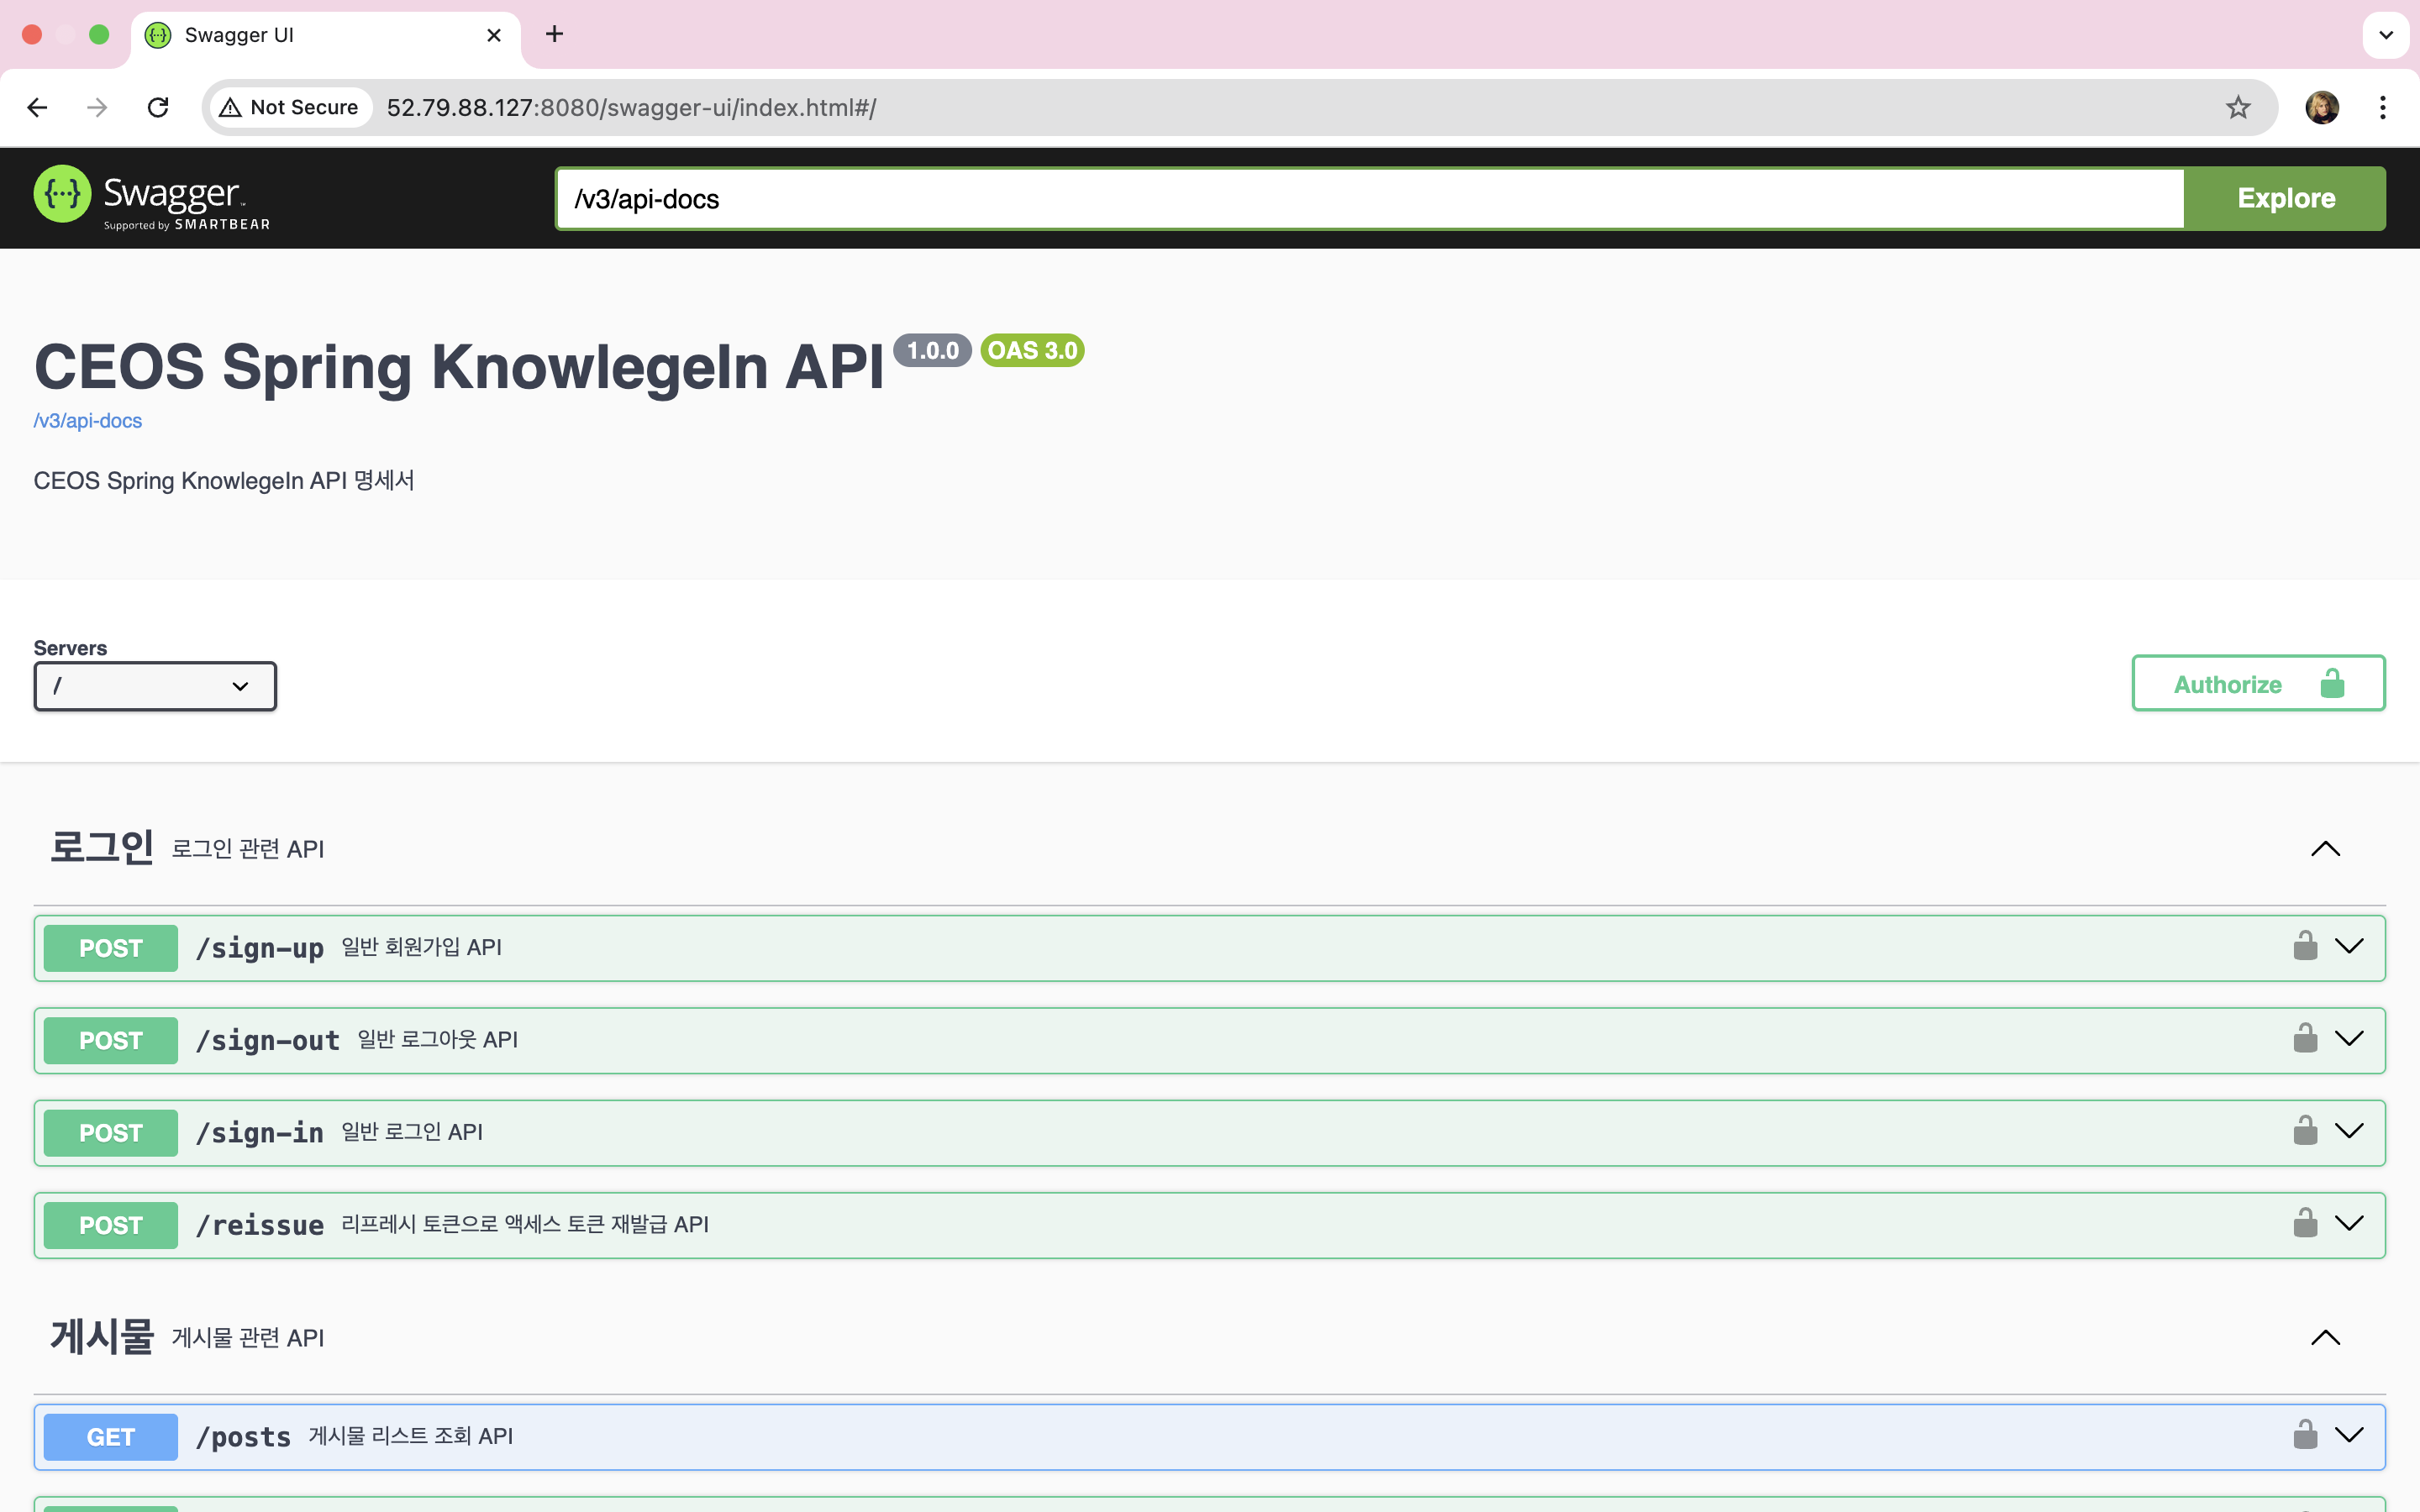 Swagger UI
Not Secure 52.79.88.127:8080/swagger-ui/index.html#/
{···} Swagger™
Supported by SMARTBEAR
/v3/api-docs
Explore
CEOS Spring KnowlegeIn API 1.0.0 OAS 3.0
/v3/api-docs
CEOS Spring KnowlegeIn API 명세서
Servers
/
Authorize
로그인 로그인 관련 API
POST /sign-up 일반 회원가입 API
POST /sign-out 일반 로그아웃 API
POST /sign-in 일반 로그인 API
POST /reissue 리프레시 토큰으로 액세스 토큰 재발급 API
게시물 게시물 관련 API
GET /posts 게시물 리스트 조회 API